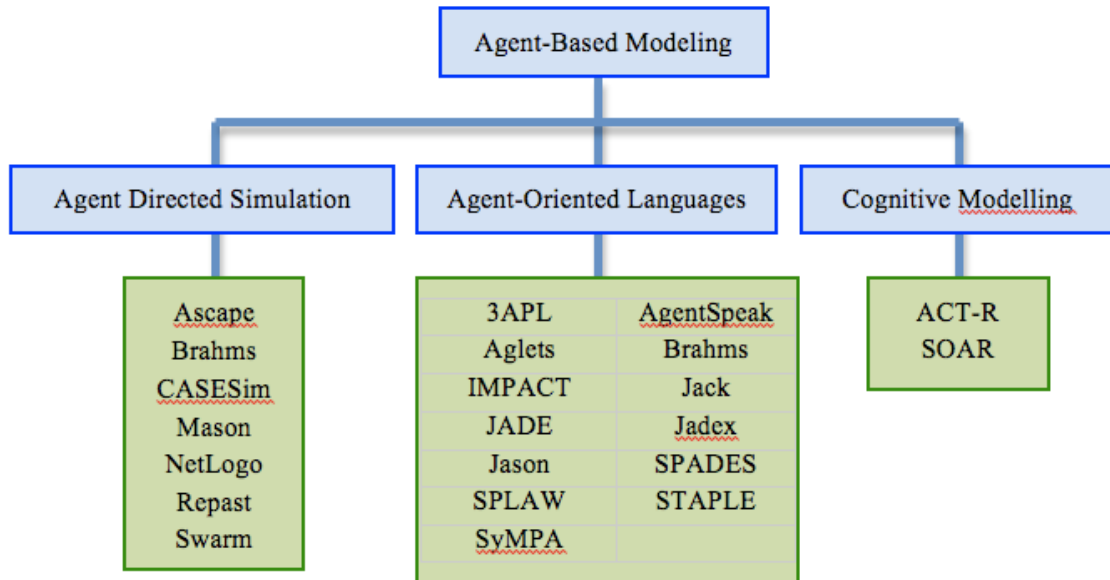 Agent-Based Modeling
Agent Directed Simulation
Agent-Oriented Languages
Cognitive Modelling
Ascape
Brahms
CASESim
Mason
NetLogo
Repast
Swarm
3APL AgentSpeak
Aglets Brahms
IMPACT Jack
JADE Jadex
Jason SPADES
SPLAW STAPLE
SyMPA
ACT-R
SOAR